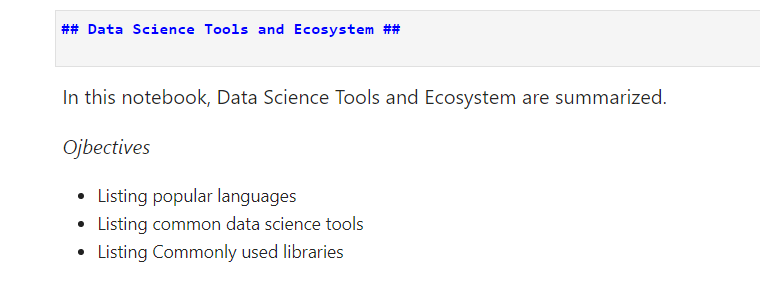 ## Data Science Tools and Ecosystem ##
In this notebook, Data Science Tools and Ecosystem are summarized.
Ojbectives
• Listing popular languages
• Listing common data science tools
• Listing Commonly used libraries